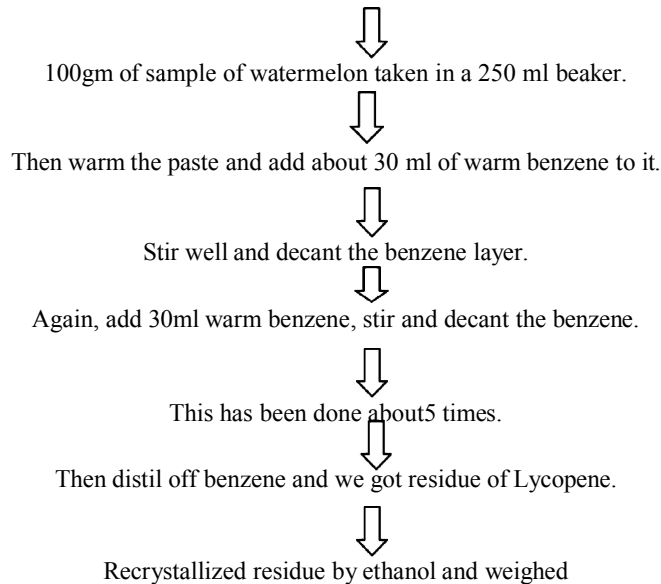 100gm of sample of watermelon taken in a 250 ml beaker.
Then warm the paste and add about 30 ml of warm benzene to it.
Stir well and decant the benzene layer.
Again, add 30ml warm benzene, stir and decant the benzene.
This has been done about5 times.
Then distil off benzene and we got residue of Lycopene.
Recrystallized residue by ethanol and weighed